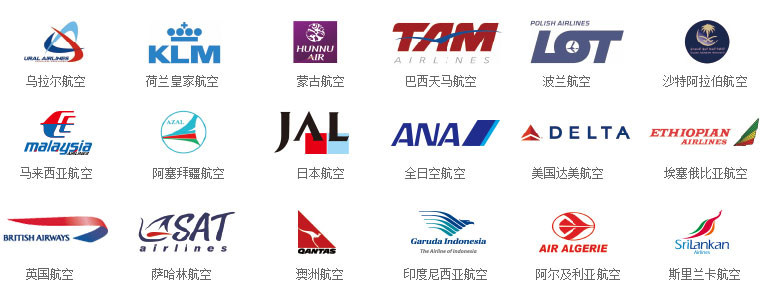 URAL AIRLINES
KLM
HUNNU
AIR
TAM
AIRLINES
POLISH AIRLINES
LOT
乌拉尔航空
荷兰皇家航空
蒙古航空
巴西天马航空
波兰航空
沙特阿拉伯航空
malaysia
AIRLINES
AZAL
JAL
ANA
DELTA
ETHIOPIAN
AIRLINES
马来西亚航空
阿塞拜疆航空
日本航空
全日空航空
美国达美航空
埃塞俄比亚航空
BRITISH AIRWAYS
SAT
airlines
QANTAS
Garuda Indonesia
The Airline of Indonesia
AIR ALGERIE
SriLankan
Airlines
英国航空
萨哈林航空
澳洲航空
印度尼西亚航空
阿尔及利亚航空
斯里兰卡航空